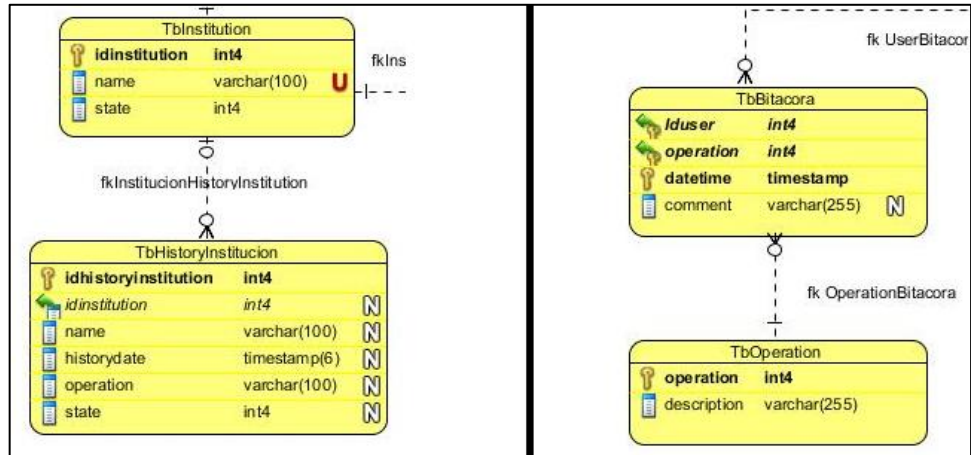 TbInstitution
idinstitution int4
name varchar(100) U
state int4
fkIns
fkInstitucionHistoryInstitution
TbHistoryInstitucion
idhistoryinstitution int4
idinstitution int4 N
name varchar(100) N
historydate timestamp(6) N
operation varchar(100) N
state int4 N
fk UserBitacor
TbBitacora
Iduser int4
operation int4
datetime timestamp
comment varchar(255) N
fk OperationBitacora
TbOperation
operation int4
description varchar(255)